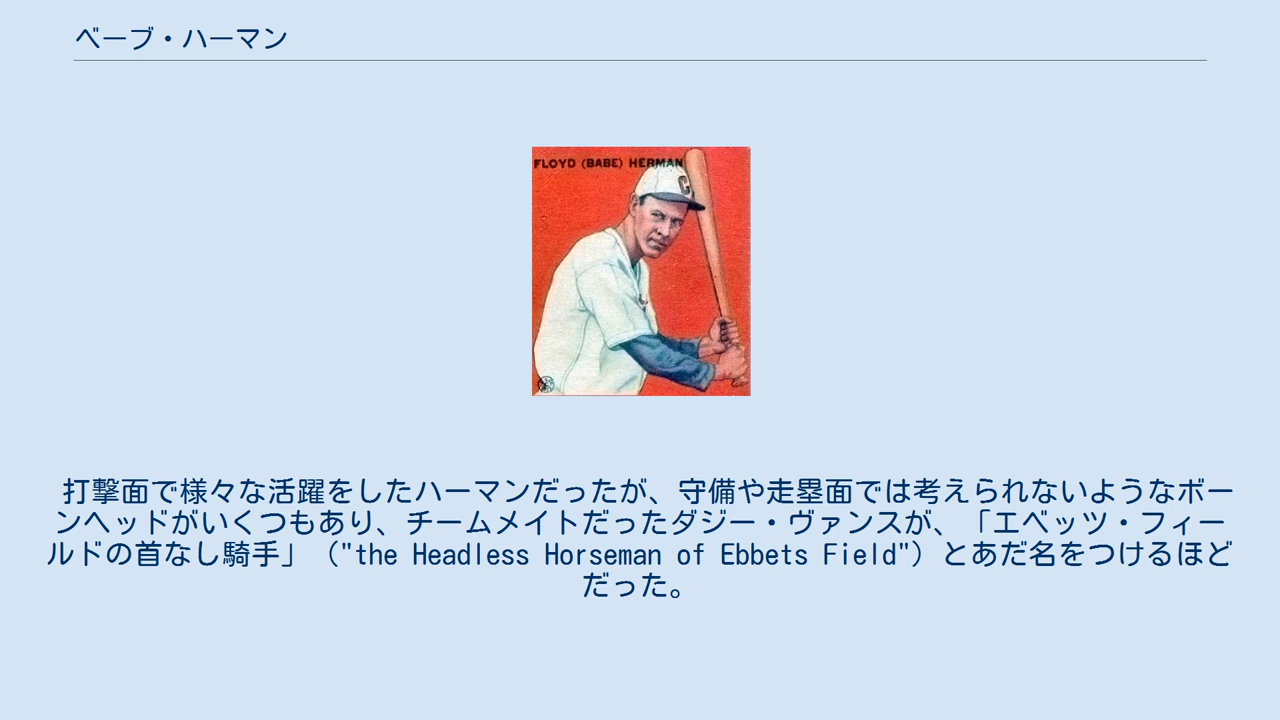 ベーブ・ハーマン
FLOYD (BABE) HERMAN
C
打撃面で様々な活躍をしたハーマンだったが、守備や走塁面では考えられないようなボー
ンヘッドがいくつもあり、チームメイトだったダジー・ヴァンスが、「エベッツ・フィー
ルドの首なし騎手」（"the Headless Horseman of Ebbets Field"）とあだ名をつけるほど
だった。